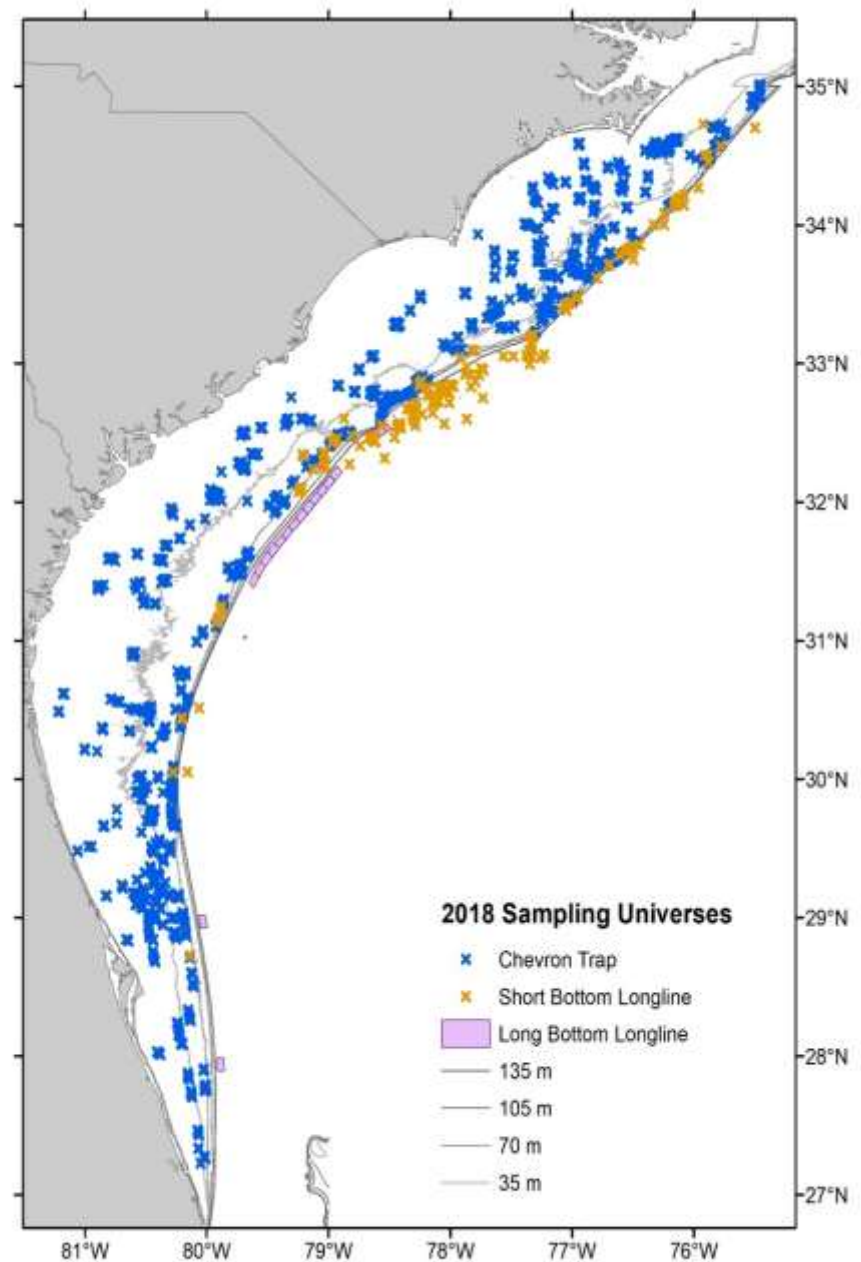 35°N
34°N
33°N
32°N
31°N
30°N
29°N
28°N
27°N
2018 Sampling Universes
Chevron Trap
Short Bottom Longline
Long Bottom Longline
135 m
105 m
70 m
35 m
81°W 80°W 79°W 78°W 77°W 76°W